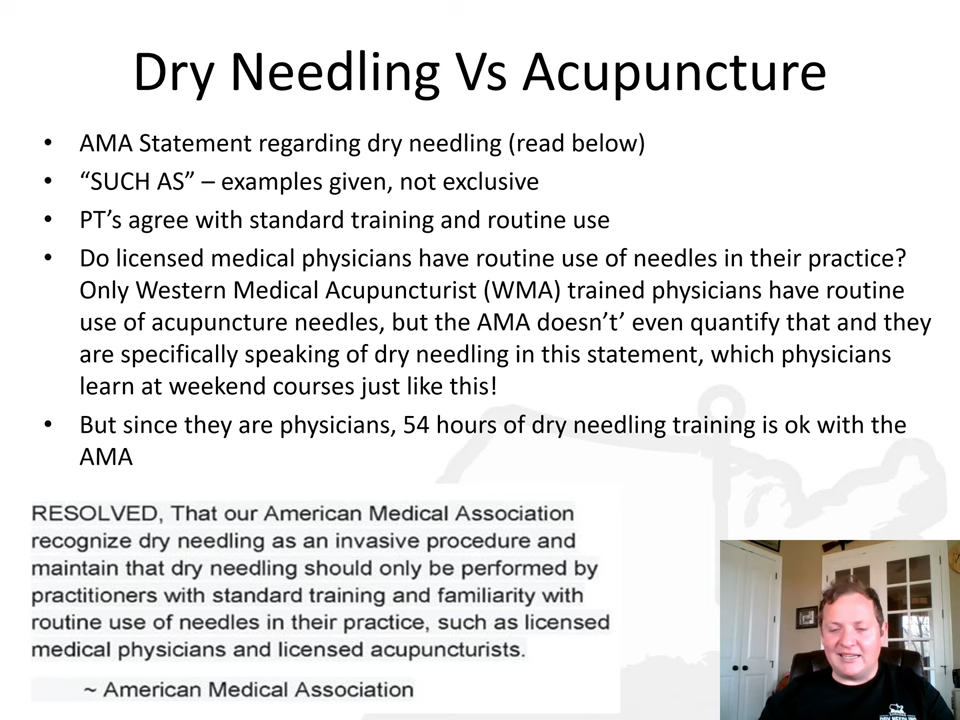 Dry Needling Vs Acupuncture
• AMA Statement regarding dry needling (read below)
• “SUCH AS” – examples given, not exclusive
• PT’s agree with standard training and routine use
• Do licensed medical physicians have routine use of needles in their practice?
Only Western Medical Acupuncturist (WMA) trained physicians have routine
use of acupuncture needles, but the AMA doesn’t’ even quantify that and they
are specifically speaking of dry needling in this statement, which physicians
learn at weekend courses just like this!
• But since they are physicians, 54 hours of dry needling training is ok with the
AMA
RESOLVED, That our American Medical Association
recognize dry needling as an invasive procedure and
maintain that dry needling should only be performed by
practitioners with standard training and familiarity with
routine use of needles in their practice, such as licensed
medical physicians and licensed acupuncturists.
~ American Medical Association
DRY NEEDLING